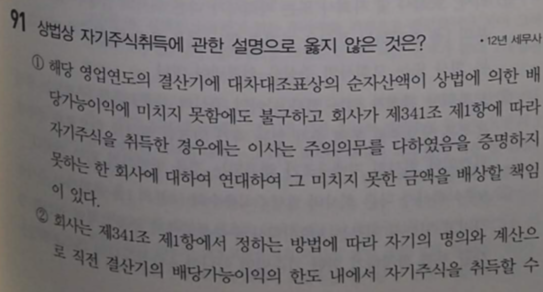 91 상법상 자기주식취득에 관한 설명으로 옳지 않은 것은? • 12년 세무사
① 해당 영업연도의 결산기에 대차대조표상의 순자산액이 상법에 의한 배
당가능이익에 미치지 못함에도 불구하고 회사가 제341조 제1항에 따라
자기주식을 취득한 경우에는 이사는 주의의무를 다하였음을 증명하지
못하는 한 회사에 대하여 연대하여 그 미치지 못한 금액을 배상할 책임
이 있다.
② 회사는 제341조 제1항에서 정하는 방법에 따라 자기의 명의와 계산으
로 직전 결산기의 배당가능이익의 한도 내에서 자기주식을 취득할 수